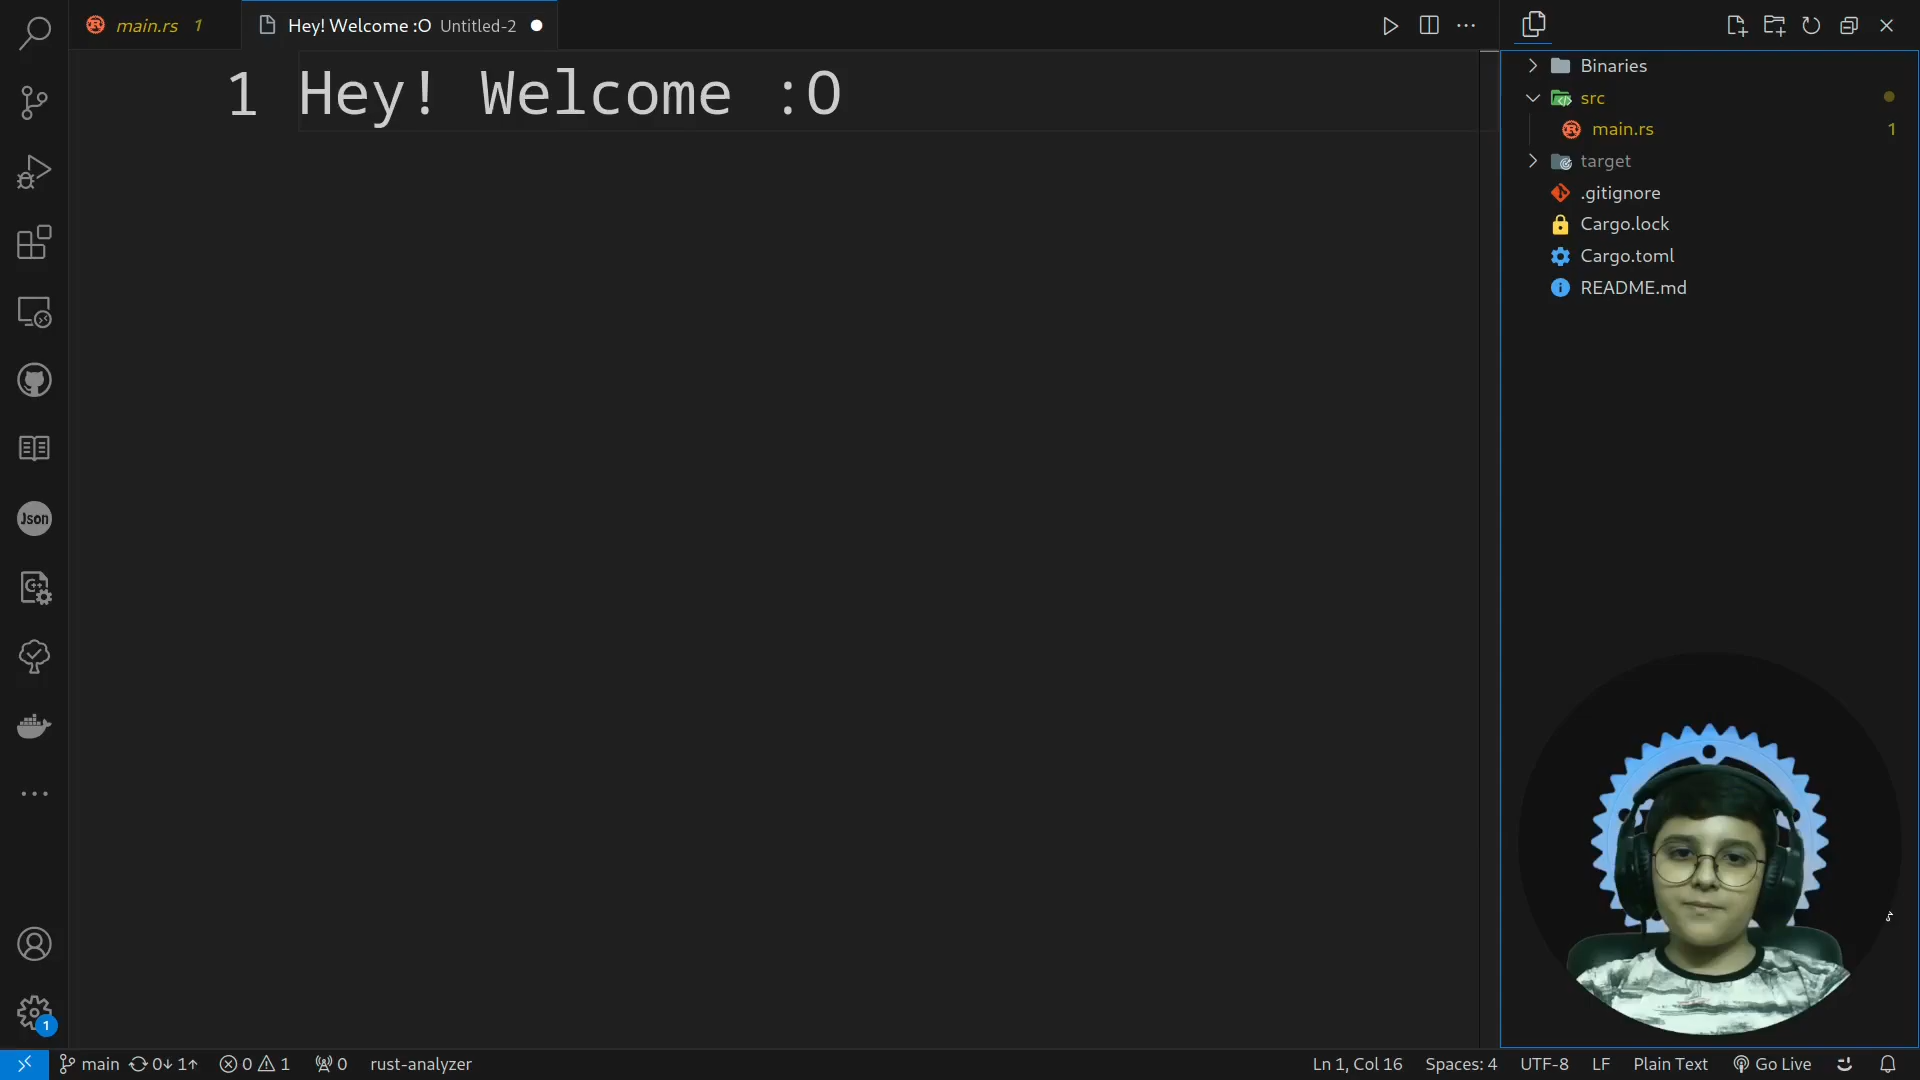 main.rs 1
Hey! Welcome :O Untitled-2
1 Hey! Welcome :O
Binaries
src
main.rs 1
target
.gitignore
Cargo.lock
Cargo.toml
README.md
Json
1
main 0↓ 1↑ 0 1 0 rust-analyzer
Ln 1, Col 16 Spaces: 4 UTF-8 LF Plain Text Go Live